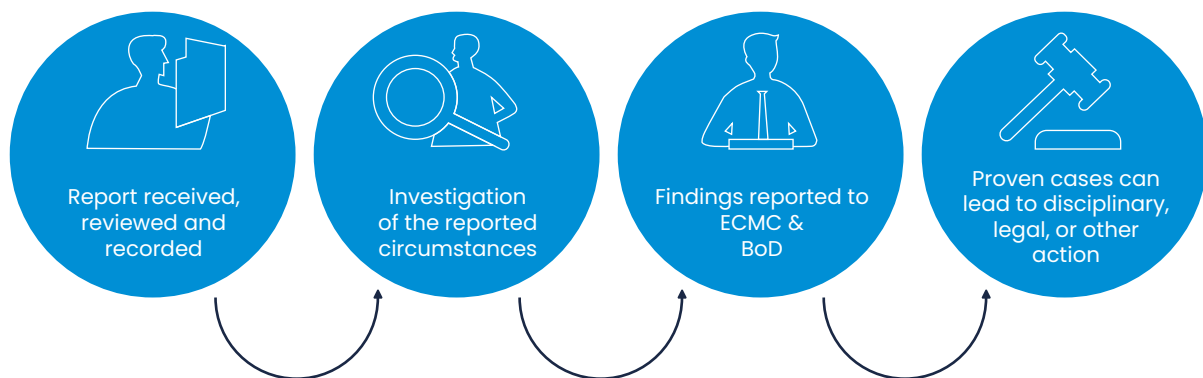 Report received,
reviewed and
recorded
Investigation
of the reported
circumstances
Findings reported to
ECMC &
BoD
Proven cases can
lead to disciplinary,
legal, or other
action